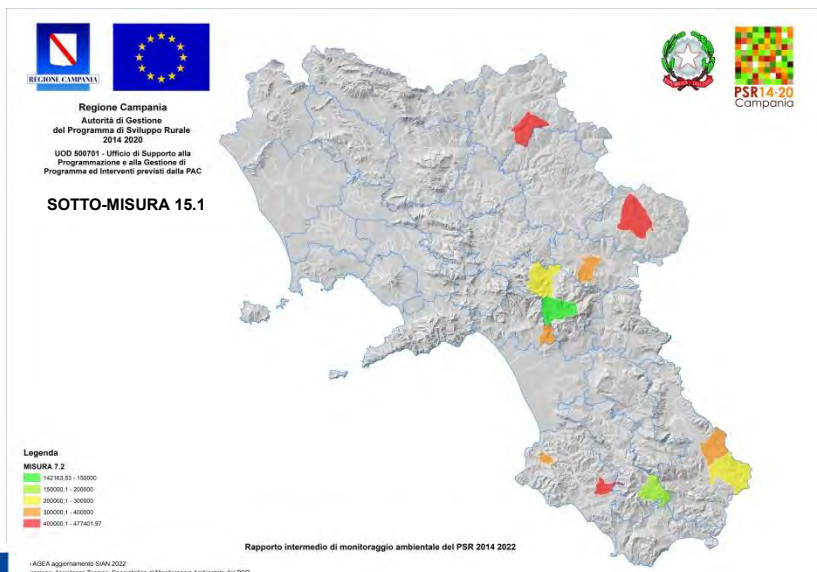 REGIONE CAMPANIA
Regione Campania
Autorità di Gestione
del Programma di Sviluppo Rurale
2014 2020
UOD 500701 - Ufficio di Supporto alla
Programmazione e alla Gestione di
Programma ed Interventi previsti dalla PAC
SOTTO-MISURA 15.1
PSR14·20
Campania
Legenda
MISURA 7.2
142163,53 - 150000
150000,1 - 200000
200000,1 - 300000
300000,1 - 400000
400000,1 - 477401,97
Rapporto intermedio di monitoraggio ambientale del PSR 2014 2022
AGEA aggiornamento SIAN 2022